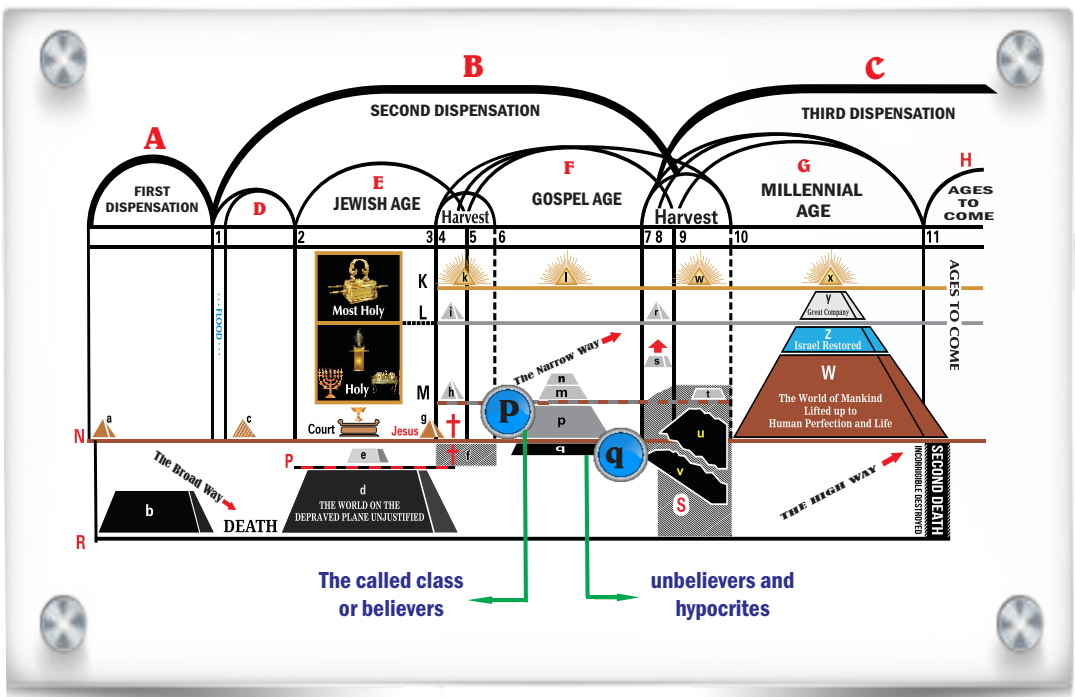 B
C
SECOND DISPENSATION
THIRD DISPENSATION
A
FIRST
DISPENSATION
D
E
JEWISH AGE
Harvest
F
GOSPEL AGE
Harvest
G
MILLENNIAL
AGE
H
AGES
TO
COME
1
2
3
4
5
6
7
8
9
10
11
K
L
M
N
R
P
FLOOD
Most Holy
Holy
Court
Jesus
g
k
l
w
x
i
r
s
h
n
m
t
p
q
a
c
e
f
b
d
THE WORLD ON THE
DEPRAVED PLANE UNJUSTIFIED
The Broad Way
DEATH
The Narrow Way
P
q
u
v
S
y
Great Company
Z
Israel Restored
W
The World of Mankind
Lifted up to
Human Perfection and Life
AGES TO COME
THE HIGH WAY
INCORRIGIBLE DESTROYED
SECOND DEATH
The called class
or believers
unbelievers and
hypocrites